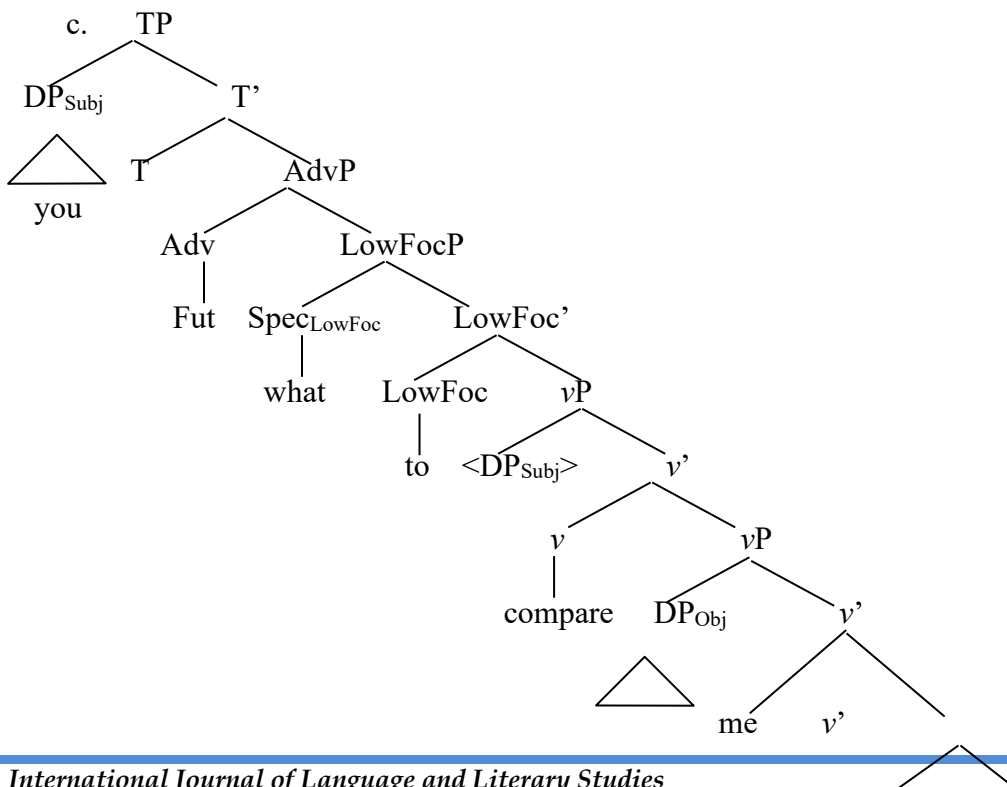 c. TP
DPSubj T’
T AdvP
you
Adv LowFocP
Fut SpecLowFoc LowFoc’
what LowFoc vP
to <DPSubj> v’
v vP
compare DPObj v’
me v’
International Journal of Language and Literary Studies